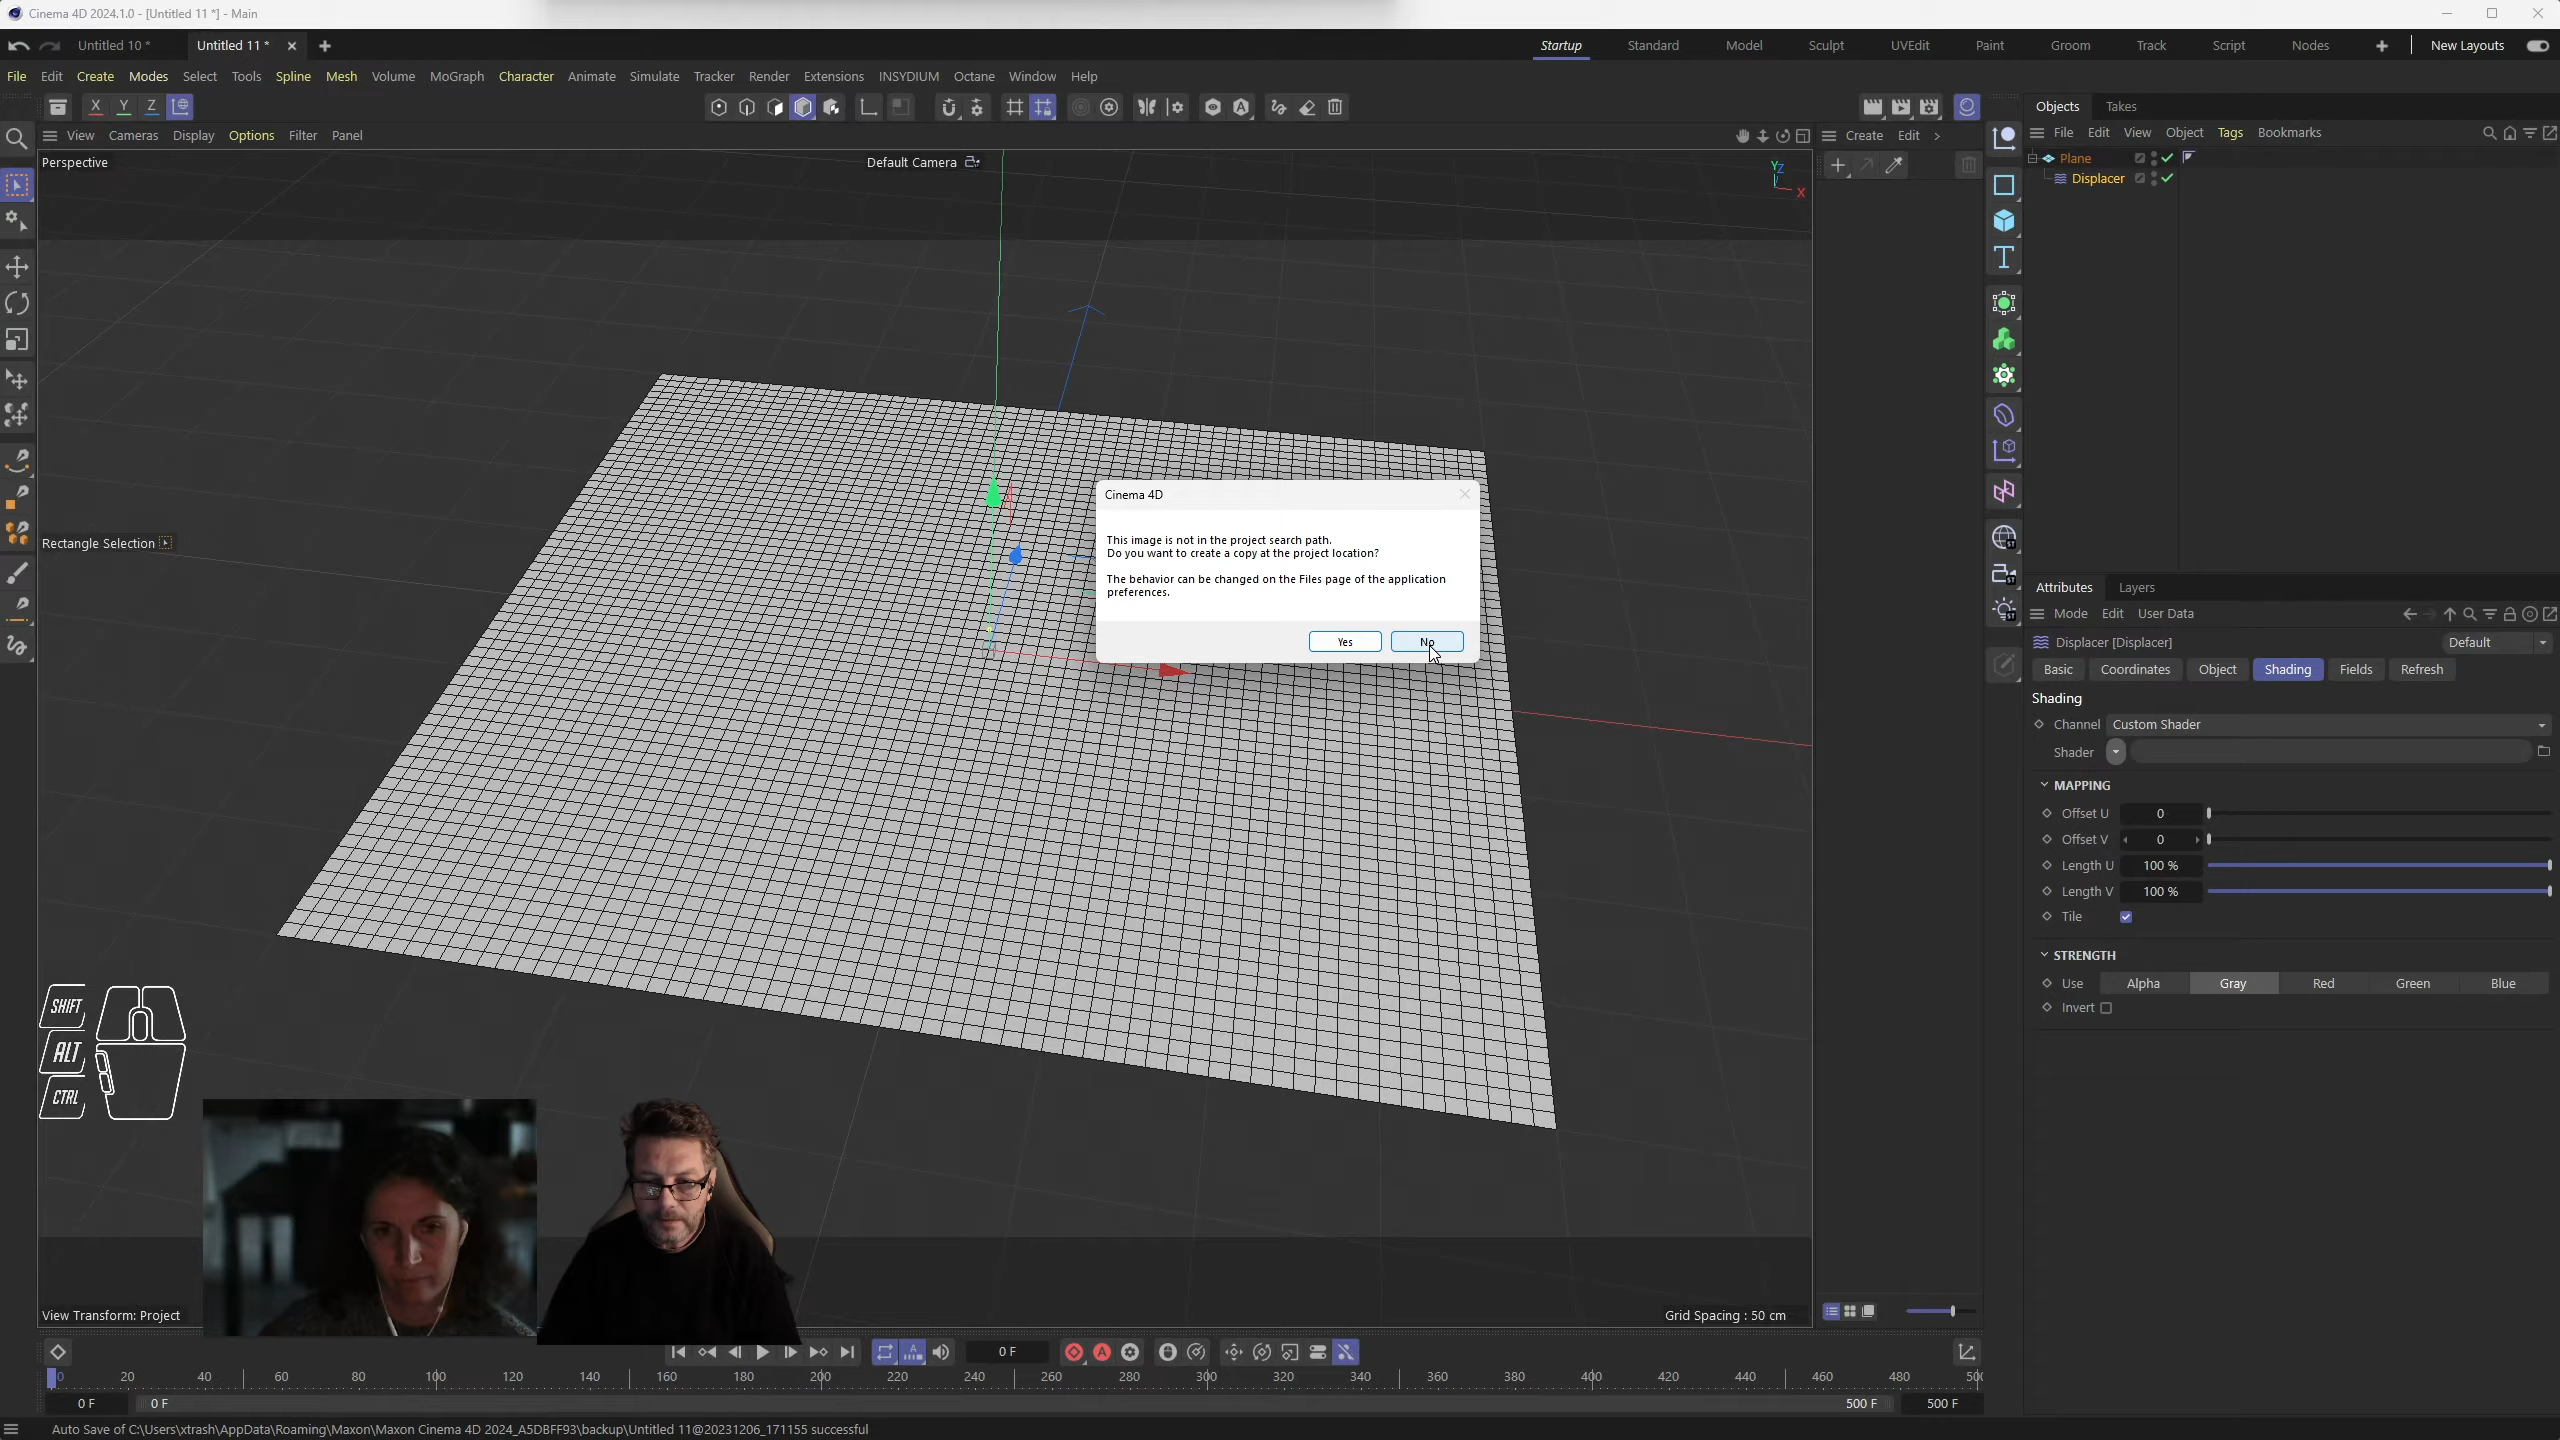 Cinema 4D 2024.1.0 - [Untitled 11 *] - Main
Untitled 10 *
Untitled 11 *
Startup
Standard
Model
Sculpt
UVEdit
Paint
Groom
Track
Script
Nodes
New Layouts
File Edit Create Modes Select Tools Spline Mesh Volume MoGraph Character Animate Simulate Tracker Render Extensions INSYDIUM Octane Window Help
X Y Z
View Cameras Display Options Filter Panel
Create Edit
Perspective
Default Camera
Y
Z
X
Objects Takes
File Edit View Object Tags Bookmarks
Plane
Displacer
Cinema 4D
This image is not in the project search path.
Do you want to create a copy at the project location?
The behavior can be changed on the Files page of the application
preferences.
Yes
No
Rectangle Selection
Attributes Layers
Mode Edit User Data
Displacer [Displacer]
Default
Basic Coordinates Object Shading Fields Refresh
Shading
Channel Custom Shader
Shader
MAPPING
Offset U 0
Offset V 0
Length U 100 %
Length V 100 %
Tile
STRENGTH
Use Alpha Gray Red Green Blue
Invert
SHIFT
ALT
CTRL
View Transform: Project
Grid Spacing : 50 cm
0 F
0 20 40 60 80 100 120 140 160 180 200 220 240 260 280 300 320 340 360 380 400 420 440 460 480
0 F 0 F 500 F 500 F
Auto Save of C:\Users\xtrash\AppData\Roaming\Maxon\Maxon Cinema 4D 2024_A5DBFF93\backup\Untitled 11@20231206_171155 successful